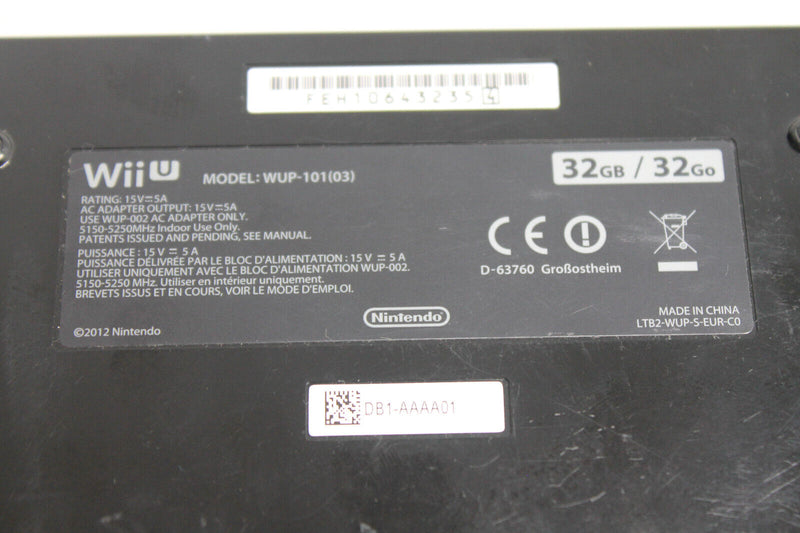 FEH106432354
Wii U MODEL: WUP-101(03)
32GB / 32Go
RATING: 15V⎓5A
AC ADAPTER OUTPUT: 15V⎓5A
USE WUP-002 AC ADAPTER ONLY.
5150-5250MHz Indoor Use Only.
PATENTS ISSUED AND PENDING, SEE MANUAL.
PUISSANCE : 15 V ⎓ 5 A
PUISSANCE DÉLIVRÉE PAR LE BLOC D'ALIMENTATION : 15 V ⎓ 5 A
UTILISER UNIQUEMENT AVEC LE BLOC D'ALIMENTATION WUP-002.
5150-5250 MHz. Utiliser en intérieur uniquement.
BREVETS ISSUS ET EN COURS, VOIR LE MODE D'EMPLOI.
CE
D-63760 Großostheim
©2012 Nintendo
Nintendo
MADE IN CHINA
LTB2-WUP-S-EUR-C0
DB1-AAAA01